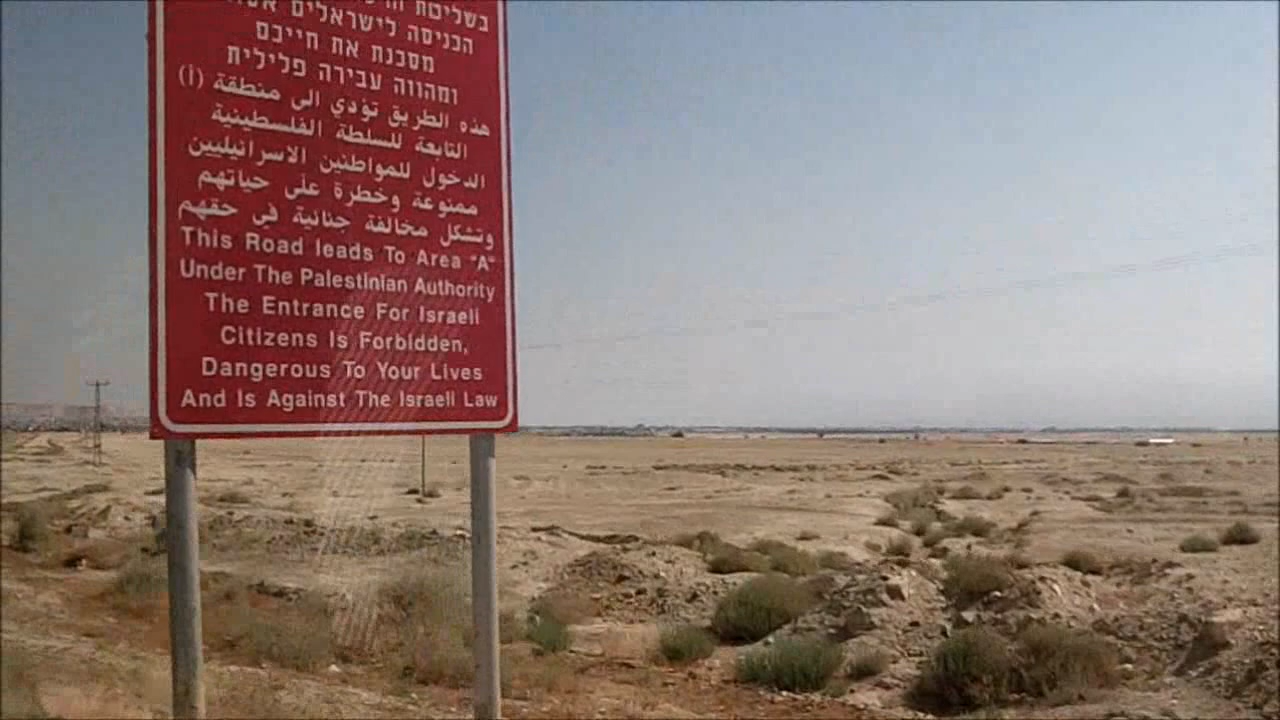 הכניסה לישראלים
מסכנת את חייכם
ומהווה עבירה פלילית
هذه الطريق تؤدي الى منطقة (أ)
التابعة للسلطة الفلسطينية
الدخول للمواطنين الاسرائيليين
ممنوعة وخطرة على حياتهم
وتشكل مخالفة جنائية في حقهم
This Road leads To Area "A"
Under The Palestinian Authority
The Entrance For Israeli
Citizens Is Forbidden,
Dangerous To Your Lives
And Is Against The Israeli Law